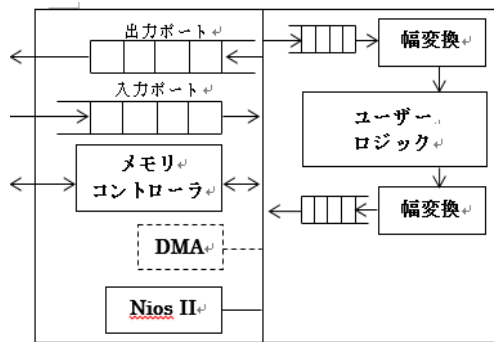 出力ポート↵
入力ポート↵
メモリ
コントローラ↵
DMA↵
Nios II↵
幅変換↵
ユーザー
ロジック↵
幅変換↵